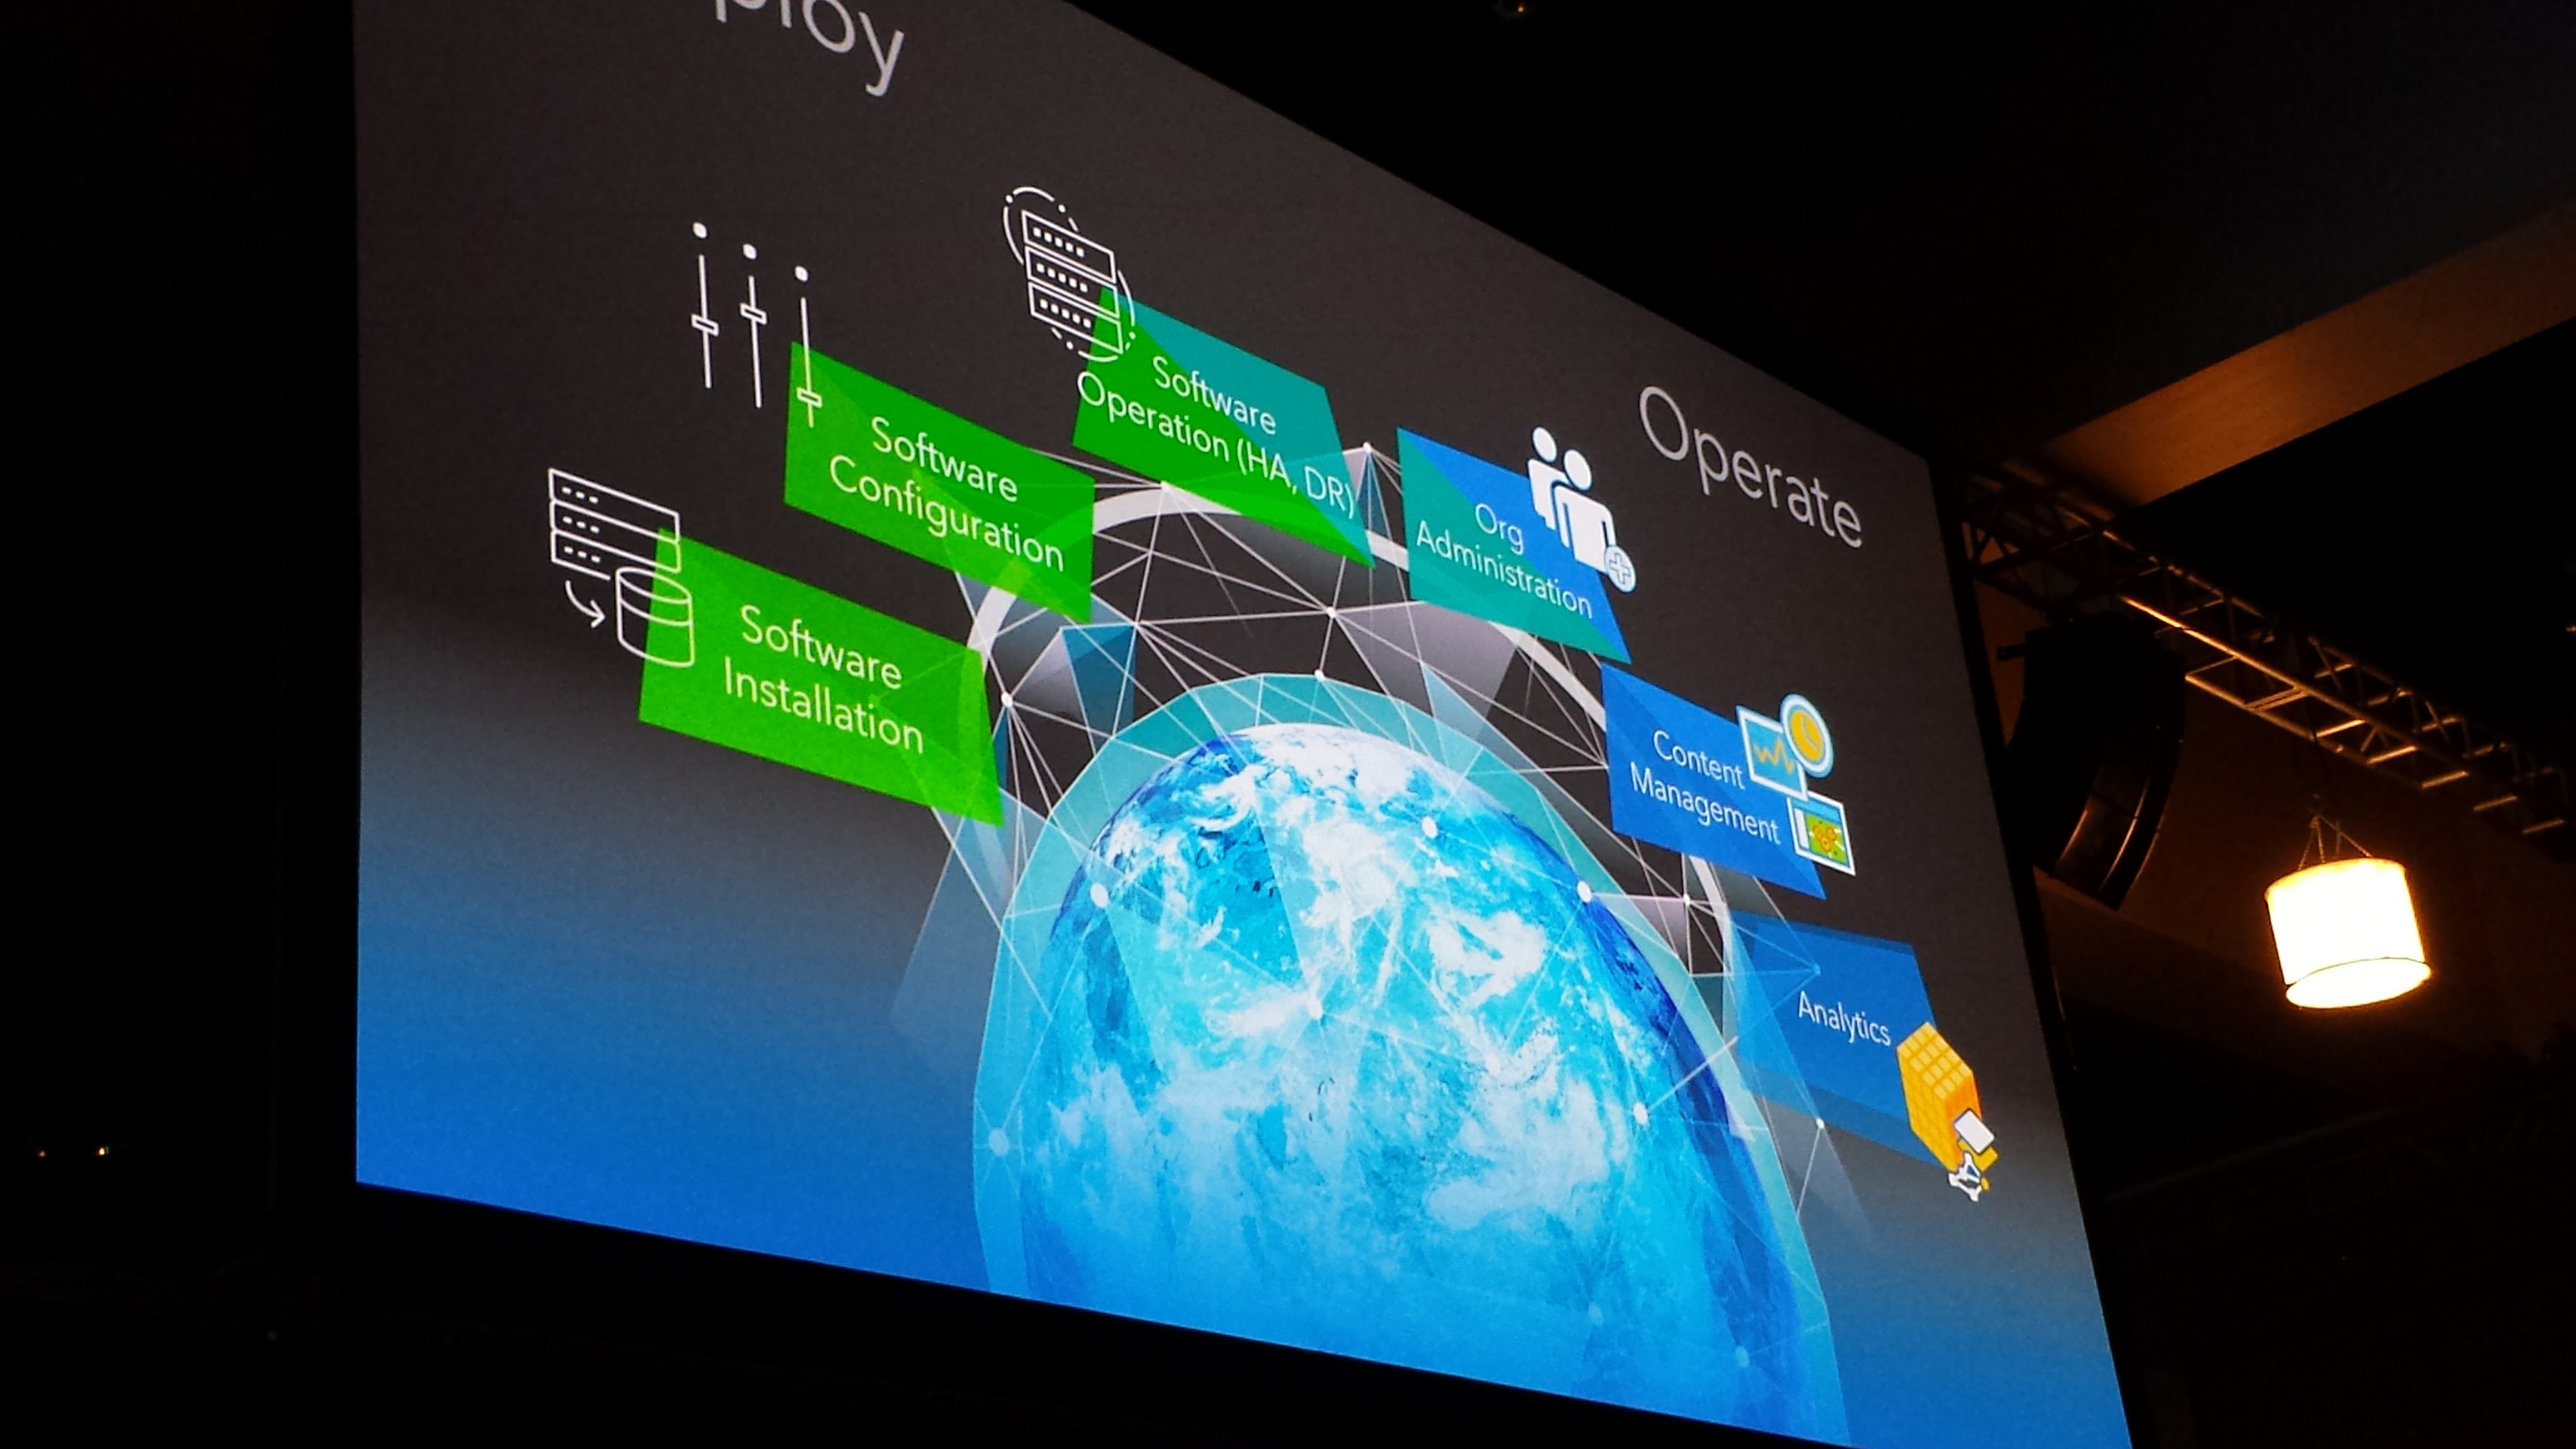 ploy
Operate
Software
Installation
Software
Configuration
Software
Operation (HA, DR)
Org
Administration
Content
Management
Analytics